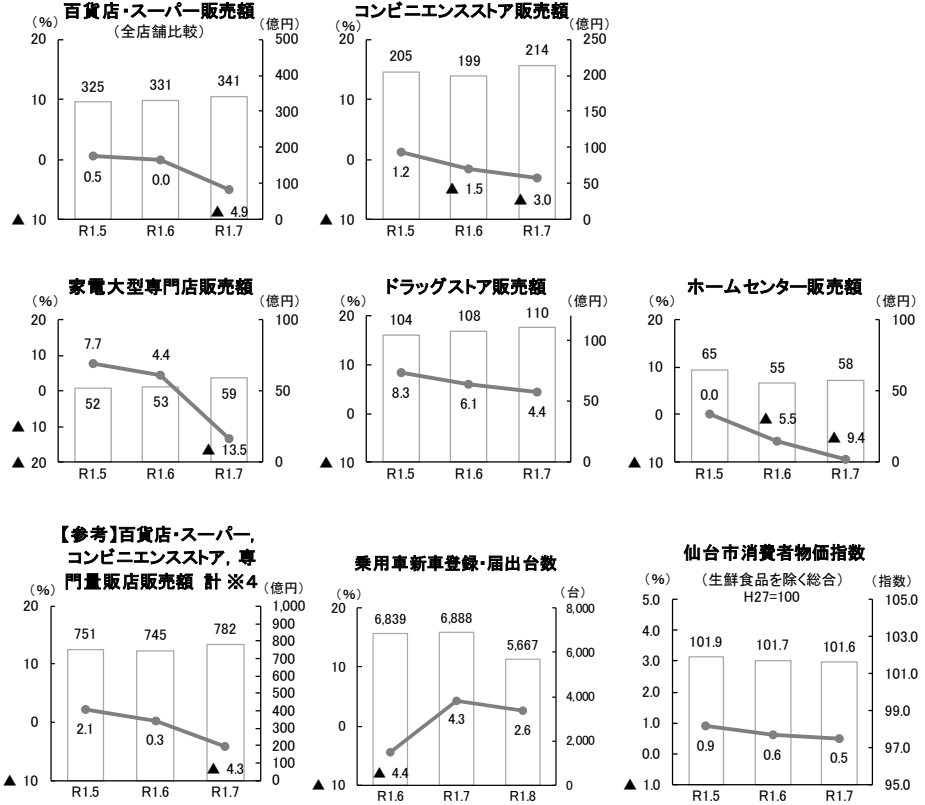 百貨店・スーパー販売額
(%) (全店舗比較) (億円)
20 500
400
10 325 331 341 300
200
0 0.5 0.0 100
▲ 10 ▲ 4.9 0
R1.5 R1.6 R1.7
コンビニエンスストア販売額
(%) (億円)
20 205 199 214 250
200
10 150
100
0 1.2 ▲ 1.5 ▲ 3.0 50
▲ 10 0
R1.5 R1.6 R1.7
家電大型専門店販売額
(%) (億円)
20 100
10 7.7 4.4
0 52 53 59 50
▲ 10 ▲ 13.5
▲ 20 0
R1.5 R1.6 R1.7
ドラッグストア販売額
(%) (億円)
20 104 108 110
100
10 8.3 6.1 4.4
50
0
▲ 10 0
R1.5 R1.6 R1.7
ホームセンター販売額
(%) (億円)
20 100
10 65 55 58
50
0 0.0 ▲ 5.5 ▲ 9.4
▲ 10 0
R1.5 R1.6 R1.7
【参考】百貨店・スーパー,
コンビニエンスストア, 専
門量販店販売額 計 ※4
(%) (億円)
20 1,000
900
751 745 782 800
700
10 600
500
400
0 2.1 0.3 300
200
▲ 4.3 100
▲ 10 0
R1.5 R1.6 R1.7
乗用車新車登録・届出台数
(%) (台)
20 6,839 6,888 8,000
5,667 6,000
10
4,000
0 4.3 2.6
2,000
▲ 4.4
▲ 10 0
R1.6 R1.7 R1.8
仙台市消費者物価指数
(%) (生鮮食品を除く総合) (指数)
5.0 H27=100 105.0
4.0 103.0
101.9 101.7 101.6
3.0 101.0
2.0 99.0
1.0 97.0
0.0 0.9 0.6 0.5
▲ 1.0 95.0
R1.5 R1.6 R1.7